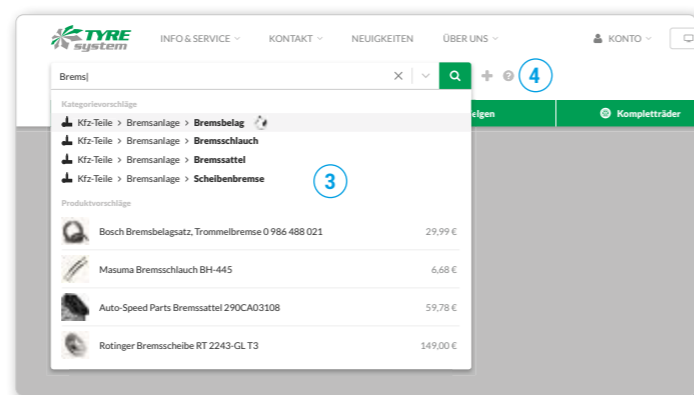 TYRE
system
INFO & SERVICE
KONTAKT
NEUIGKEITEN
ÜBER UNS
KONTO
Brems
4
Kategorievorschläge
Kfz-Teile > Bremsanlage > Bremsbelag
elgen
Kompletträder
Kfz-Teile > Bremsanlage > Bremsschlauch
Kfz-Teile > Bremsanlage > Bremssattel
Kfz-Teile > Bremsanlage > Scheibenbremse
3
Produktvorschläge
Bosch Bremsbelagsatz, Trommelbremse 0 986 488 021 29,99 €
Masuma Bremsschlauch BH-445 6,68 €
Auto-Speed Parts Bremssattel 290CA03108 59,78 €
Rotinger Bremsscheibe RT 2243-GL T3 149,00 €